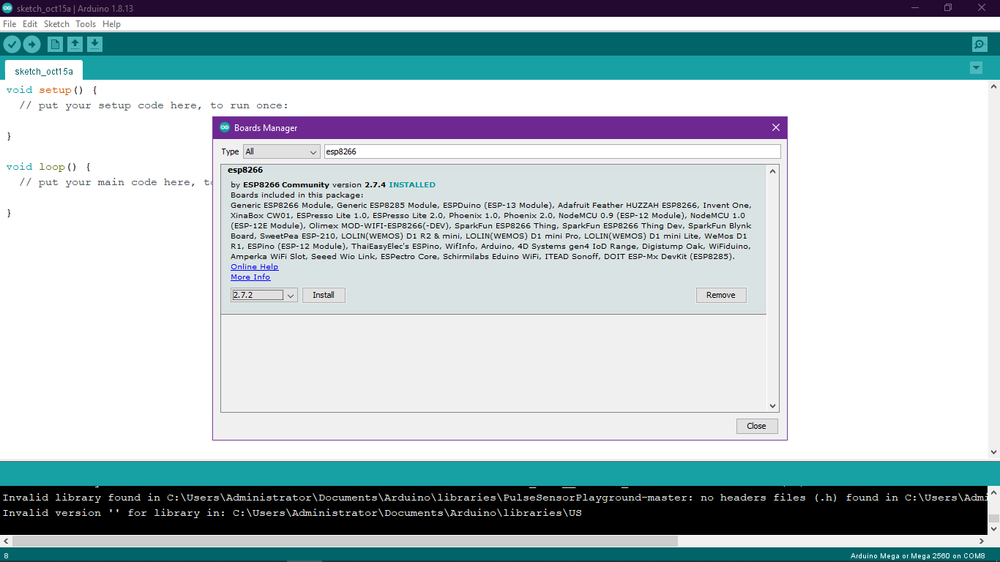 sketch_oct15a | Arduino 1.8.13
File Edit Sketch Tools Help
sketch_oct15a
void setup() {
// put your setup code here, to run once:
}
void loop() {
// put your main code here, to
}
Boards Manager
Type All esp8266
esp8266
by ESP8266 Community version 2.7.4 INSTALLED
Boards included in this package:
Generic ESP8266 Module, Generic ESP8285 Module, ESPDuino (ESP-13 Module), Adafruit Feather HUZZAH ESP8266, Invent One,
XinaBox CW01, ESPresso Lite 1.0, ESPresso Lite 2.0, Phoenix 1.0, Phoenix 2.0, NodeMCU 0.9 (ESP-12 Module), NodeMCU 1.0
(ESP-12E Module), Olimex MOD-WIFI-ESP8266(-DEV), SparkFun ESP8266 Thing, SparkFun ESP8266 Thing Dev, SparkFun Blynk
Board, SweetPea ESP-210, LOLIN(WEMOS) D1 R2 & mini, LOLIN(WEMOS) D1 mini Pro, LOLIN(WEMOS) D1 mini Lite, WeMos D1
R1, ESPino (ESP-12 Module), ThaiEasyElec's ESPino, WifInfo, Arduino, 4D Systems gen4 IoD Range, Digistump Oak, WiFiduino,
Amperka WiFi Slot, Seeed Wio Link, ESPectro Core, Schirmilabs Eduino WiFi, ITEAD Sonoff, DOIT ESP-Mx DevKit (ESP8285).
Online Help
More Info
2.7.2 Install Remove
Close
Invalid library found in C:\Users\Administrator\Documents\Arduino\libraries\PulseSensorPlayground-master: no headers files (.h) found in C:\Users\Admi
Invalid version '' for library in: C:\Users\Administrator\Documents\Arduino\libraries\US
8 Arduino Mega or Mega 2560 on COM8